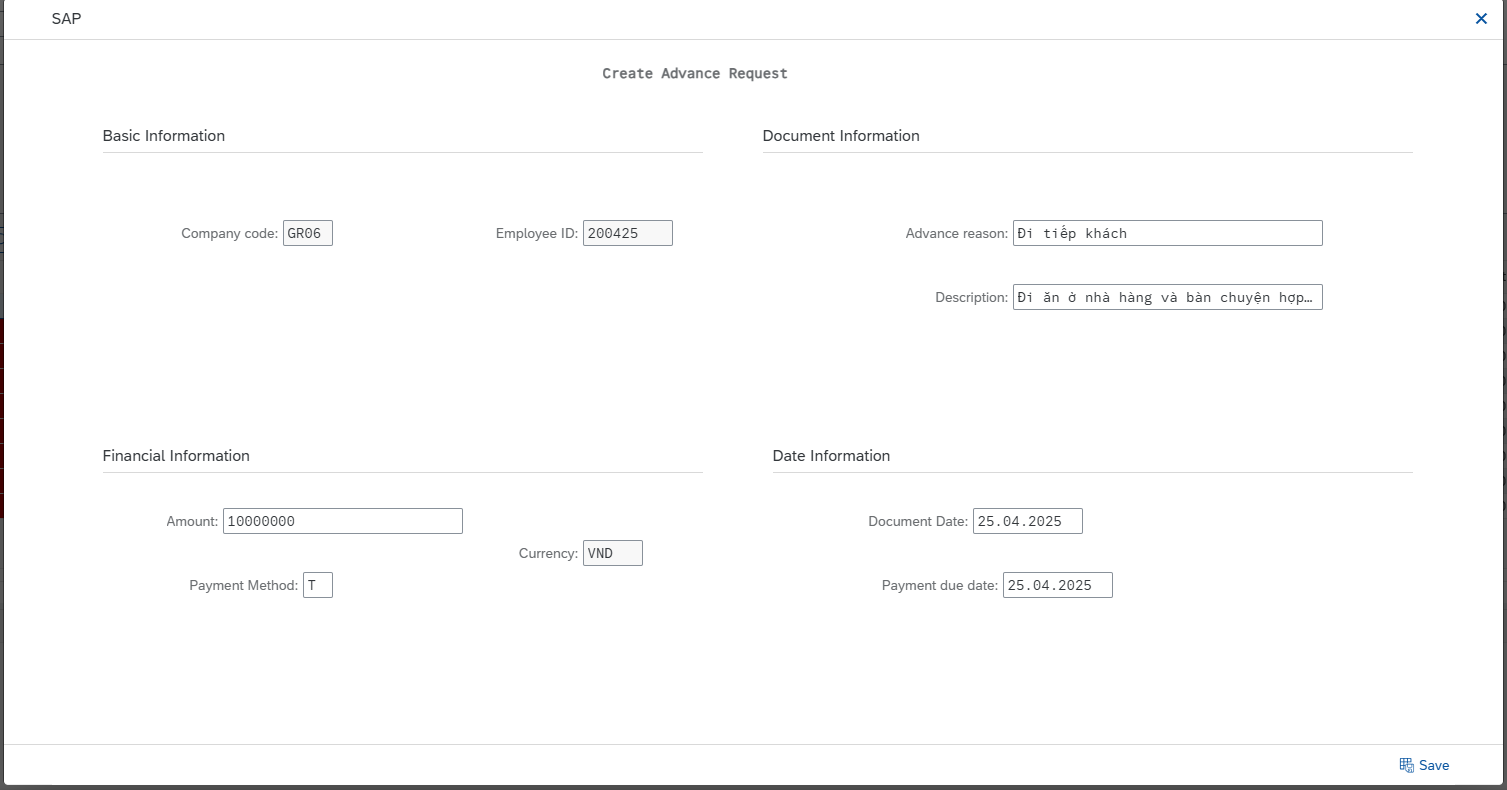 SAP
Create Advance Request
Basic Information
Document Information
Company code: GR06
Employee ID: 200425
Advance reason: Đi tiếp khách
Description: Đi ăn ở nhà hàng và bàn chuyện hợp…
Financial Information
Date Information
Amount: 10000000
Document Date: 25.04.2025
Currency: VND
Payment Method: T
Payment due date: 25.04.2025
Save